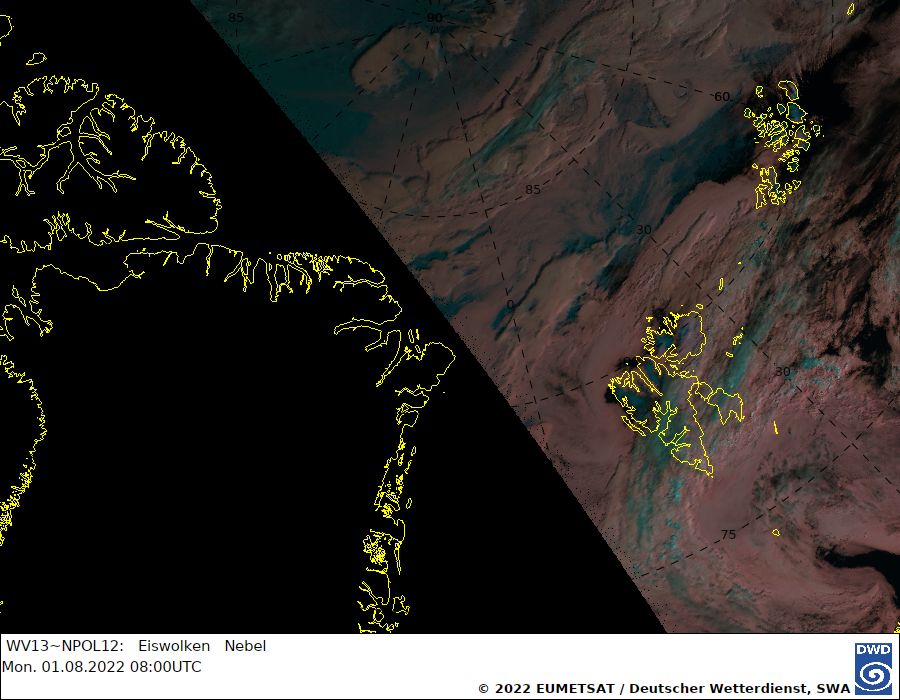 85
90
60
85
30
0
30
75
WV13~NPOL12: Eiswolken Nebel
Mon. 01.08.2022 08:00UTC
DWD
© 2022 EUMETSAT / Deutscher Wetterdienst, SWA